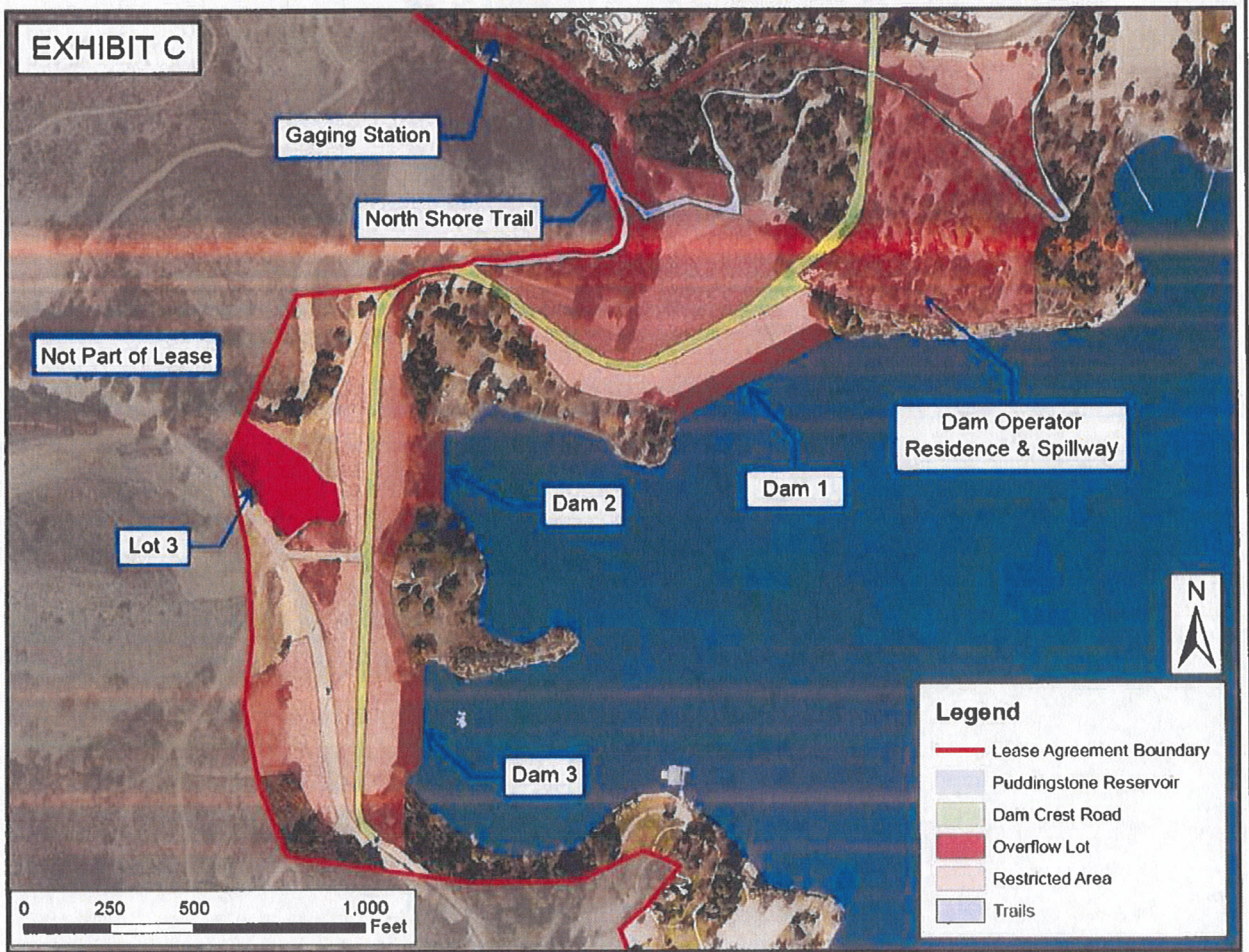 EXHIBIT C
Gaging Station
North Shore Trail
Not Part of Lease
Dam Operator
Residence & Spillway
Dam 1
Dam 2
Lot 3
Dam 3
N
Legend
Lease Agreement Boundary
Puddingstone Reservoir
Dam Crest Road
Overflow Lot
Restricted Area
Trails
0 250 500 1,000
Feet